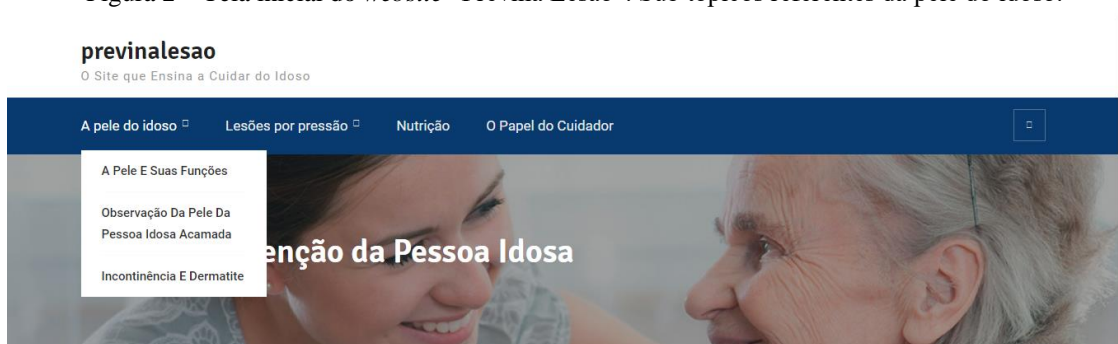 previnalesao
O Site que Ensina a Cuidar do Idoso
A pele do idoso Lesões por pressão Nutrição O Papel do Cuidador
A Pele E Suas Funções
Observação Da Pele Da
Pessoa Idosa Acamada
Incontinência E Dermatite
enção da Pessoa Idosa